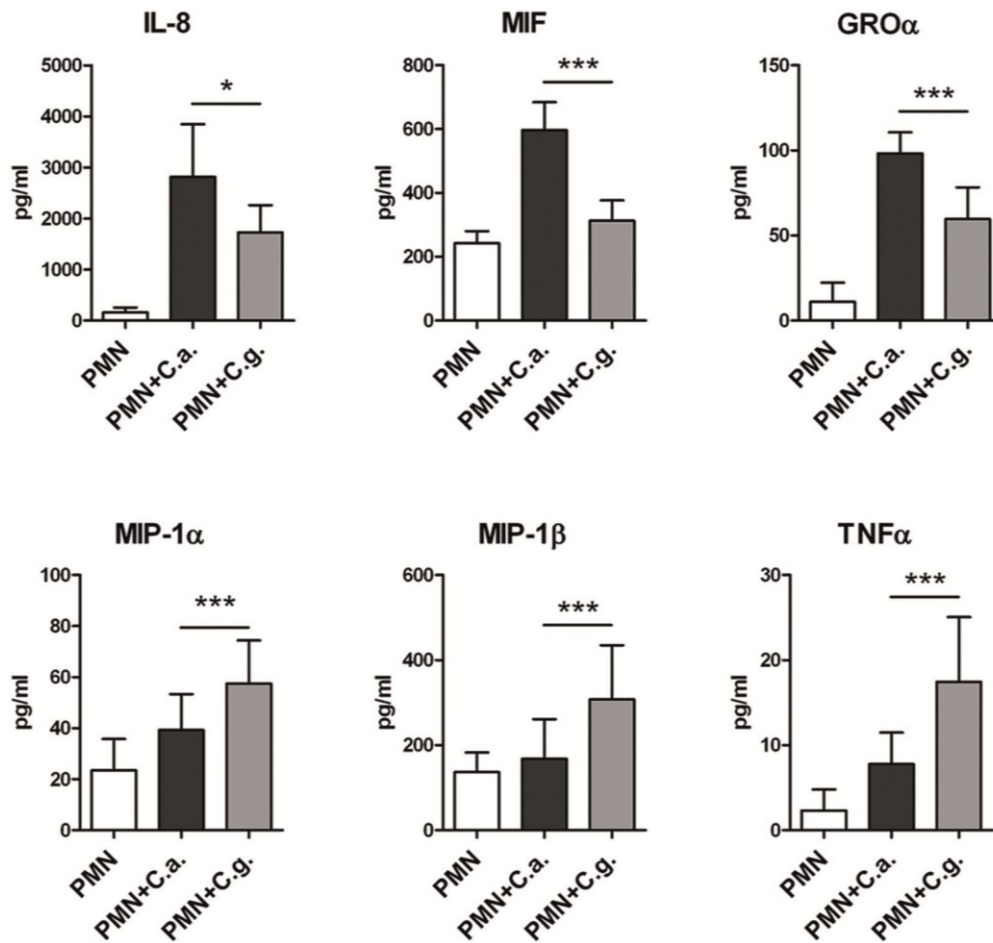 IL-8
5000
4000
3000
2000
1000
0
pg/ml
*
PMN
PMN+C.a.
PMN+C.g.
MIF
800
600
400
200
0
pg/ml
***
PMN
PMN+C.a.
PMN+C.g.
GROα
150
100
50
0
pg/ml
***
PMN
PMN+C.a.
PMN+C.g.
MIP-1α
100
80
60
40
20
0
pg/ml
***
PMN
PMN+C.a.
PMN+C.g.
MIP-1β
600
400
200
0
pg/ml
***
PMN
PMN+C.a.
PMN+C.g.
TNFα
30
20
10
0
pg/ml
***
PMN
PMN+C.a.
PMN+C.g.